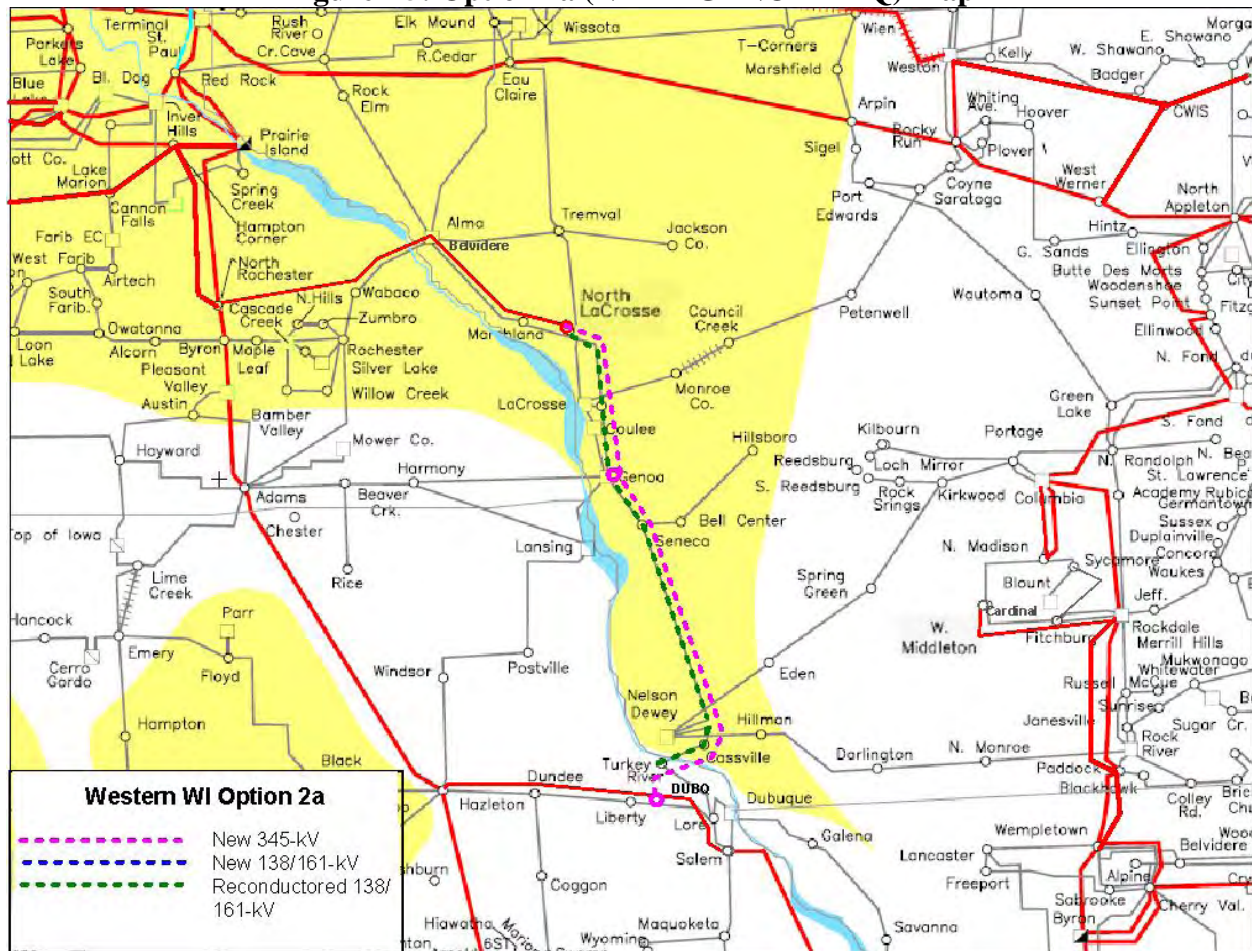 Terminal
St.
Paul
Rush
River
Elk Mound
Wissota
Wien
Parkers
Lake
Cr.Cave
R.Cedar
T-Corners
Kelly
W. Shawano
E. Shawano
Blue
Bl. Dog
Red Rock
Eau
Claire
Marshfield
Weston
Badger
Rock
Elm
Arpin
Whiting
Ave.
Hoover
CWIS
Inver
Hills
Prairie
Island
Rocky
Run
Plover
Sigel
Lake
Marion
Spring
Creek
Coyne
Saratoga
West
Werner
Cannon
Falls
Hampton
Corner
Alma
Belvidere
Tremval
Port
Edwards
North
Appleton
Farib EC
Jackson
Co.
Hintz
West Farib
North
Rochester
G. Sands
Ellington
Airtech
Butte Des Morts
South
Farib.
N.Hills
Wabaco
North
LaCrosse
Wautoma
Woodenshoe
Sunset Point
Cascade
Creek
Zumbro
Council
Creek
Petenwell
Owatonna
Marshland
Ellinwood
Loon
Lake
Alcorn
Byron
Maple
Leaf
Rochester
Silver Lake
N. Fond
Pleasant
Valley
Willow Creek
Monroe
Co.
Green
Lake
Austin
LaCrosse
Bamber
Valley
Coulee
S. Fond
Hillsboro
Kilbourn
Portage
Hayward
Mower Co.
Reedsburg
Loch Mirror
N. Randolph
Harmony
Genoa
S. Reedsburg
Rock
Srings
Kirkwood
Columbia
St. Lawrence
Adams
Beaver
Crk.
Academy
Chester
Seneca
Bell Center
Germantown
Sussex
Top of Iowa
Lansing
N. Madison
Duplainville
Concord
Rice
Spring
Green
Sycamore
Waukes
Lime
Creek
Blount
Jeff.
Hancock
Parr
Cardinal
Fitchburg
Rockdale
W.
Middleton
Merrill Hills
Emery
Floyd
Postville
Cerro
Gordo
Windsor
Eden
Mukwonago
Whitewater
Russell
McCue
Nelson
Dewey
Sunrise
Hampton
Hillman
Janesville
Sugar Cr.
Rock
River
Black
Cassville
Darlington
N. Monroe
Turkey
River
Paddock
Dundee
DUBQ
Blackhawk
Hazleton
Liberty
Dubuque
Colley
Rd.
Lore
Galena
Wempletown
Belvidere
Salem
Lancaster
Freeport
Alpine
Coggon
Sabrooke
Cherry Val.
Byron
Maquoketa
Savanna
Hiawatha
Wyoming
Western WI Option 2a
New 345-kV
New 138/161-kV
Reconductored 138/
161-kV